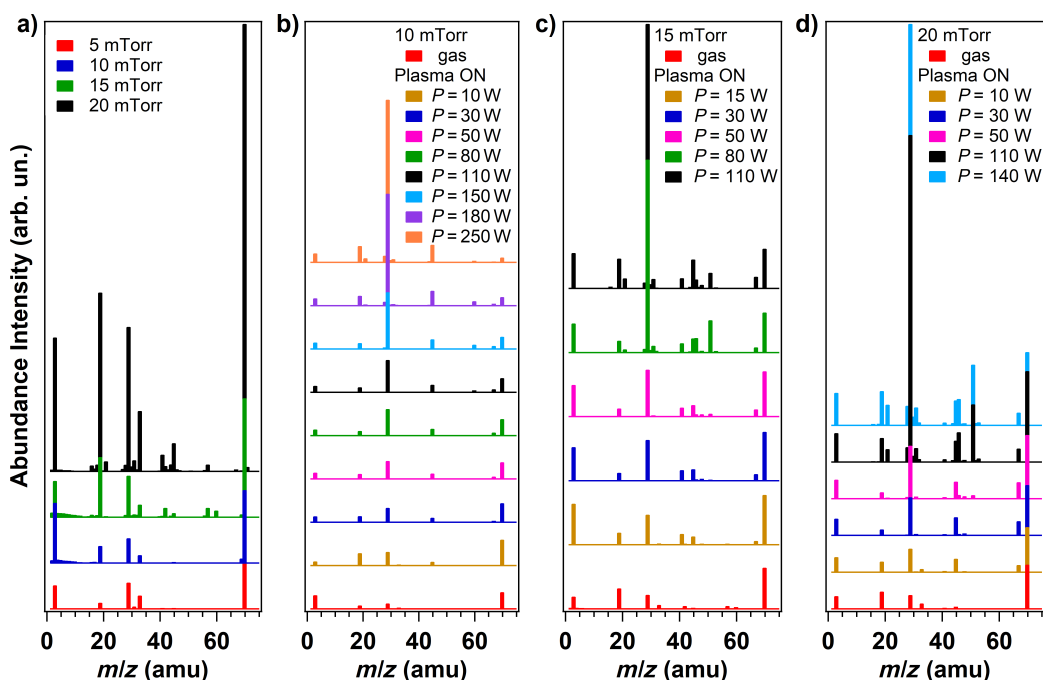 Abundance Intensity (arb. un.)
a)
5 mTorr
10 mTorr
15 mTorr
20 mTorr
0 20 40 60
m/z (amu)
b)
10 mTorr
gas
Plasma ON
P = 10 W
P = 30 W
P = 50 W
P = 80 W
P = 110 W
P = 150 W
P = 180 W
P = 250 W
0 20 40 60
m/z (amu)
c)
15 mTorr
gas
Plasma ON
P = 15 W
P = 30 W
P = 50 W
P = 80 W
P = 110 W
0 20 40 60
m/z (amu)
d)
20 mTorr
gas
Plasma ON
P = 10 W
P = 30 W
P = 50 W
P = 110 W
P = 140 W
0 20 40 60
m/z (amu)